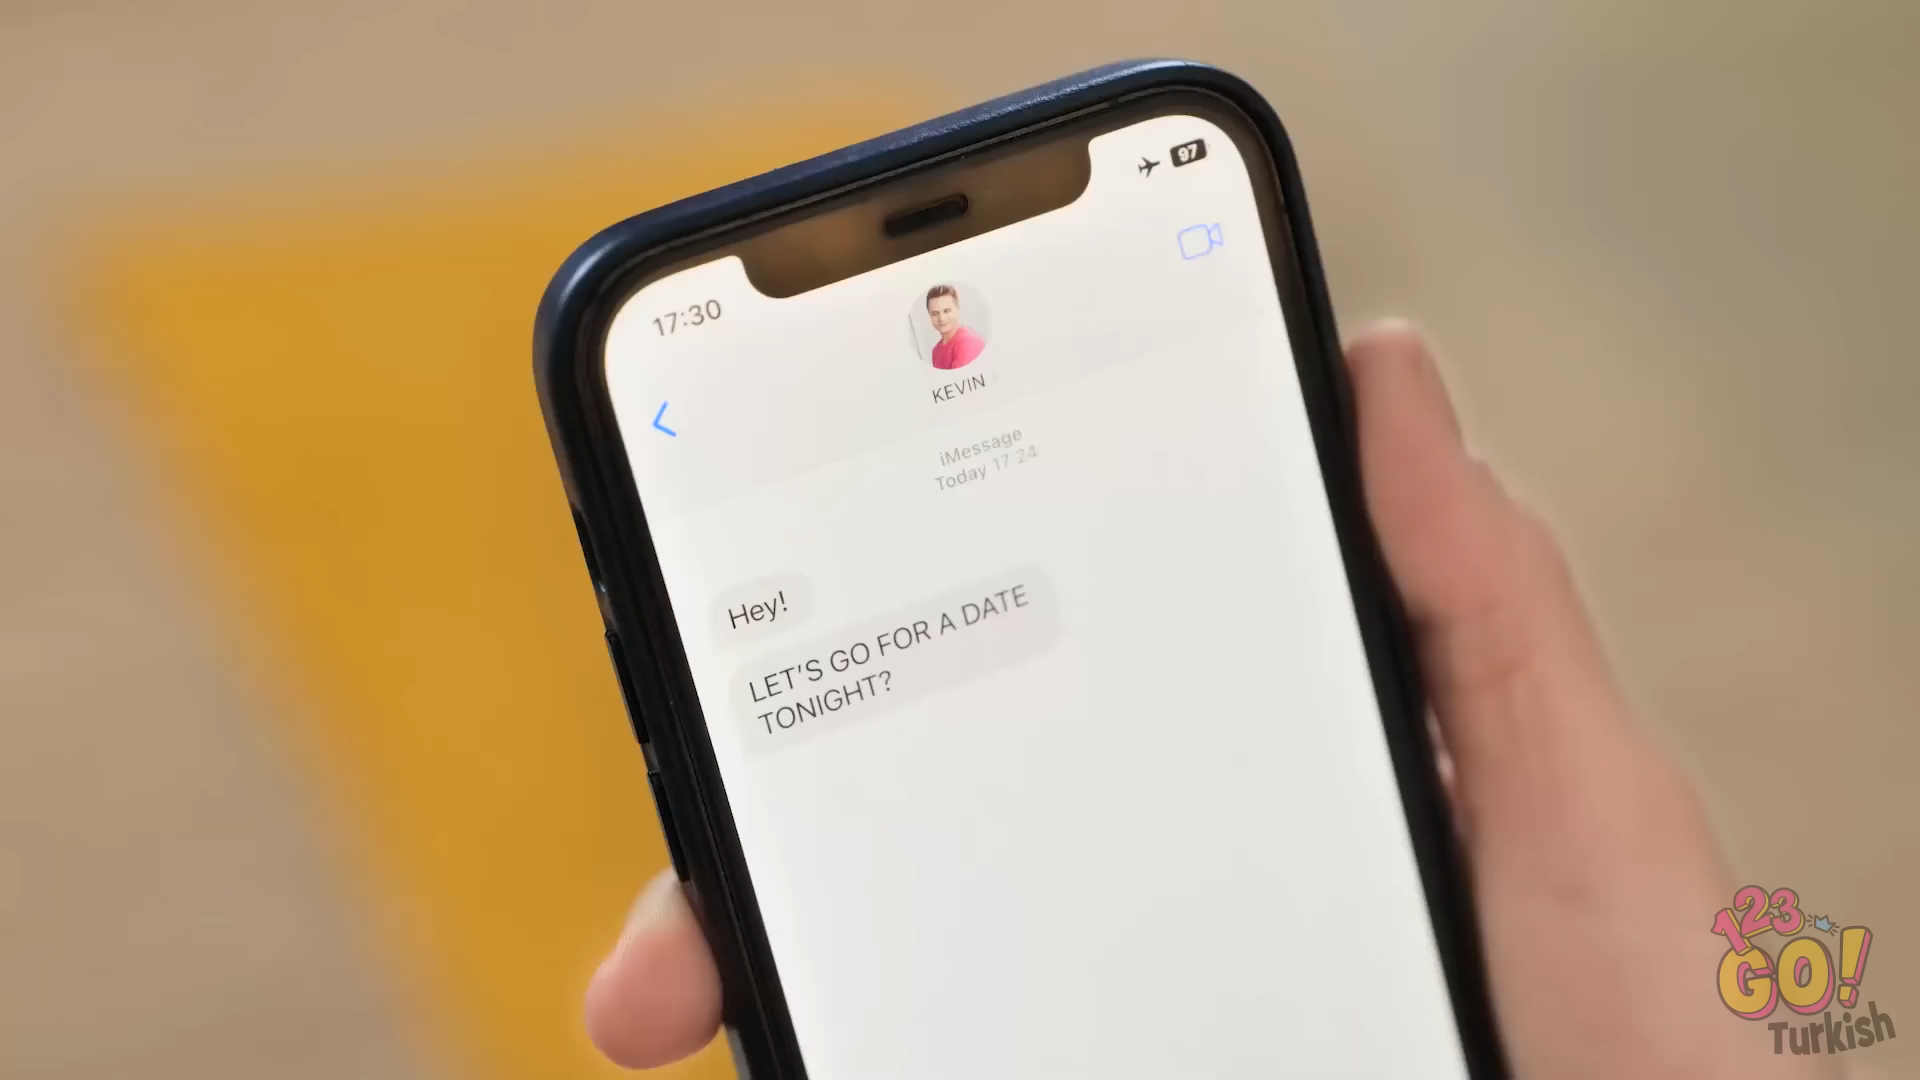 97
17:30
KEVIN
iMessage
Today 17:24
Hey!
LET'S GO FOR A DATE
TONIGHT?
123
GO!
Turkish